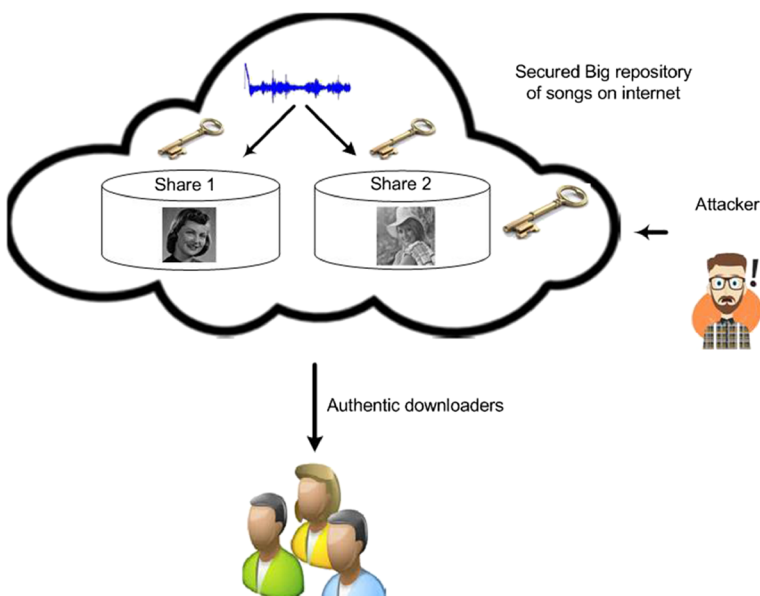 Secured Big repository
of songs on internet
Share 1
Share 2
Attacker
Authentic downloaders